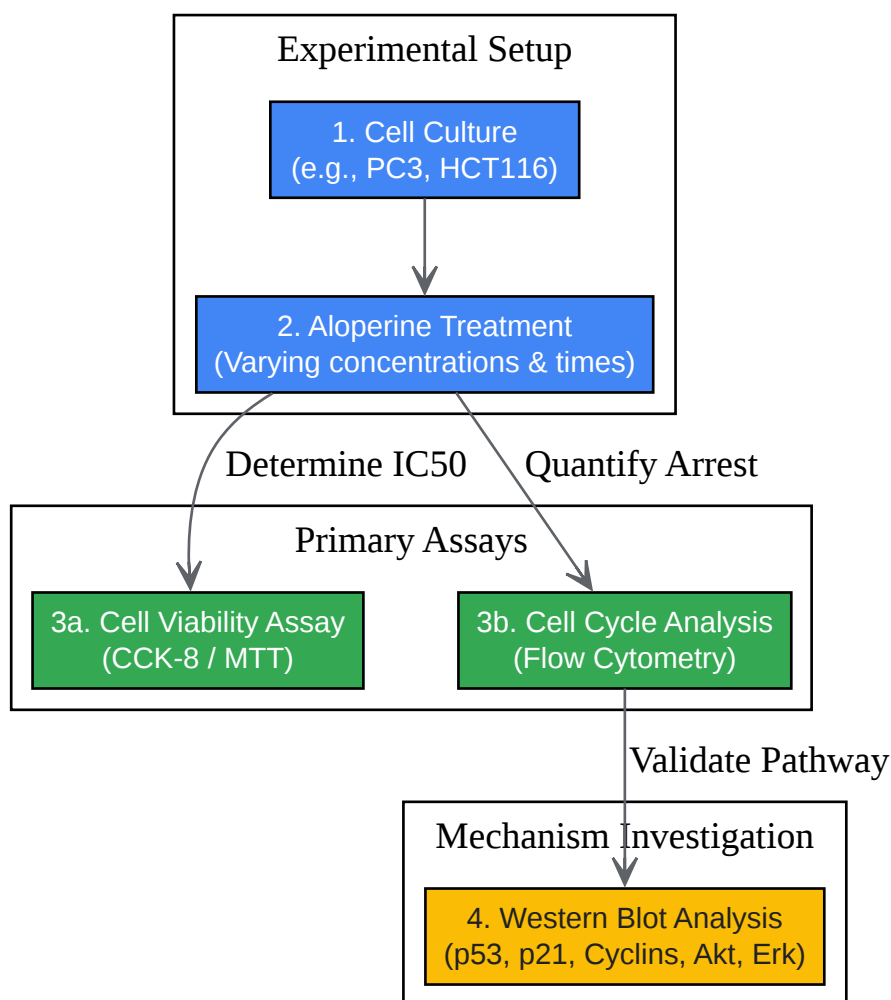 Experimental Setup
1. Cell Culture
(e.g., PC3, HCT116)
2. Aloperine Treatment
(Varying concentrations & times)
Determine IC50
Quantify Arrest
Primary Assays
3a. Cell Viability Assay
(CCK-8 / MTT)
3b. Cell Cycle Analysis
(Flow Cytometry)
Validate Pathway
Mechanism Investigation
4. Western Blot Analysis
(p53, p21, Cyclins, Akt, Erk)